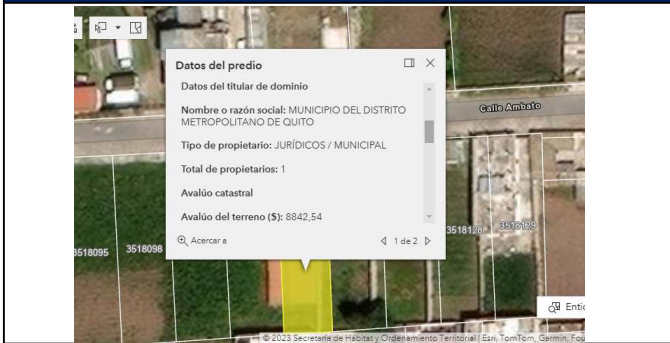 Datos del predio
Datos del titular de dominio
Nombre o razón social: MUNICIPIO DEL DISTRITO
METROPOLITANO DE QUITO
Tipo de propietario: JURÍDICOS / MUNICIPAL
Total de propietarios: 1
Avalúo catastral
Avalúo del terreno ($): 8842,54
Acercar a
1 de 2
Calle Ambato
3518095
3518098
3518128
3518129
Entid
© 2023 Secretaría de Hábitat y Ordenamiento Territorial | Esri, TomTom, Garmin, Fou